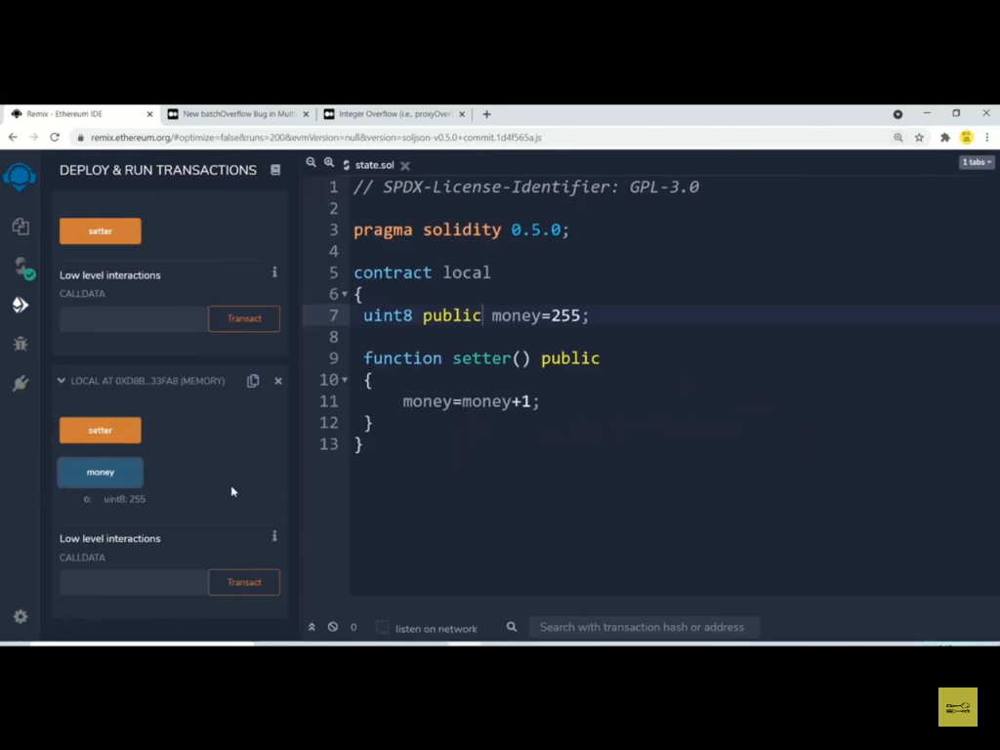 Remix - Ethereum IDE
New batchOverflow Bug in Multi
Integer Overflow (i.e., proxyOver
remix.ethereum.org/#optimize=false&runs=200&evmVersion=null&version=soljson-v0.5.0+commit.1d4f565a.js
DEPLOY & RUN TRANSACTIONS
state.sol
1 tabs
setter
Low level interactions
CALLDATA
Transact
LOCAL AT 0XD8B...33FA8 (MEMORY)
setter
money
0: uint8: 255
Low level interactions
CALLDATA
Transact
1 // SPDX-License-Identifier: GPL-3.0
2
3 pragma solidity 0.5.0;
4
5 contract local
6 {
7 uint8 public money=255;
8
9 function setter() public
10 {
11 money=money+1;
12 }
13 }
0
listen on network
Search with transaction hash or address